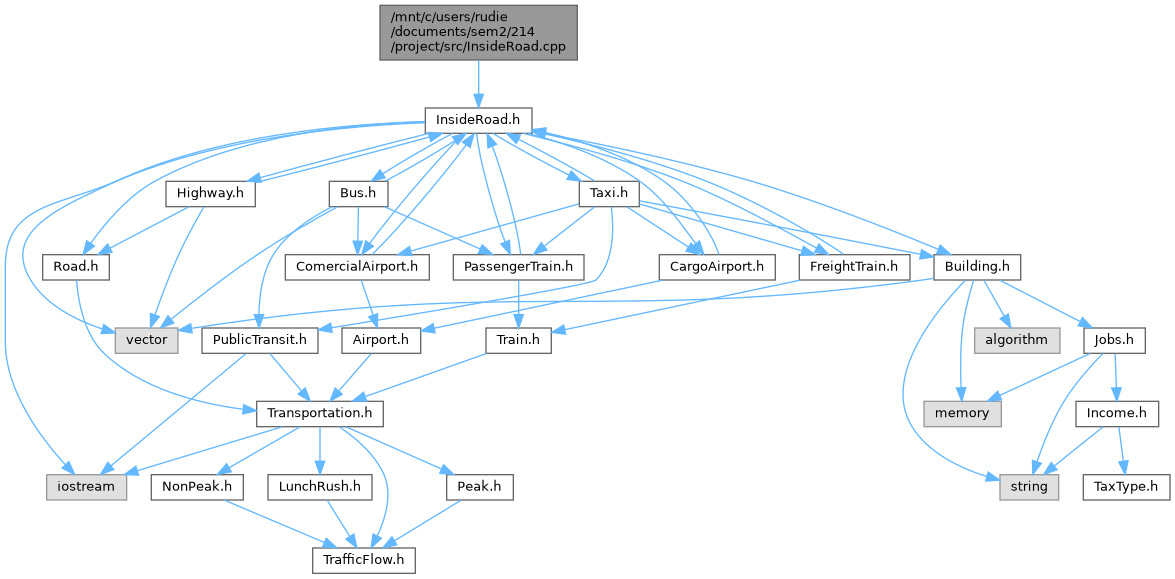 /mnt/c/users/rudie
/documents/sem2/214
/project/src/InsideRoad.cpp
InsideRoad.h
Highway.h
Bus.h
Taxi.h
Road.h
ComercialAirport.h
PassengerTrain.h
CargoAirport.h
FreightTrain.h
Building.h
vector
PublicTransit.h
Airport.h
Train.h
algorithm
Jobs.h
Transportation.h
memory
Income.h
iostream
NonPeak.h
LunchRush.h
Peak.h
string
TaxType.h
TrafficFlow.h